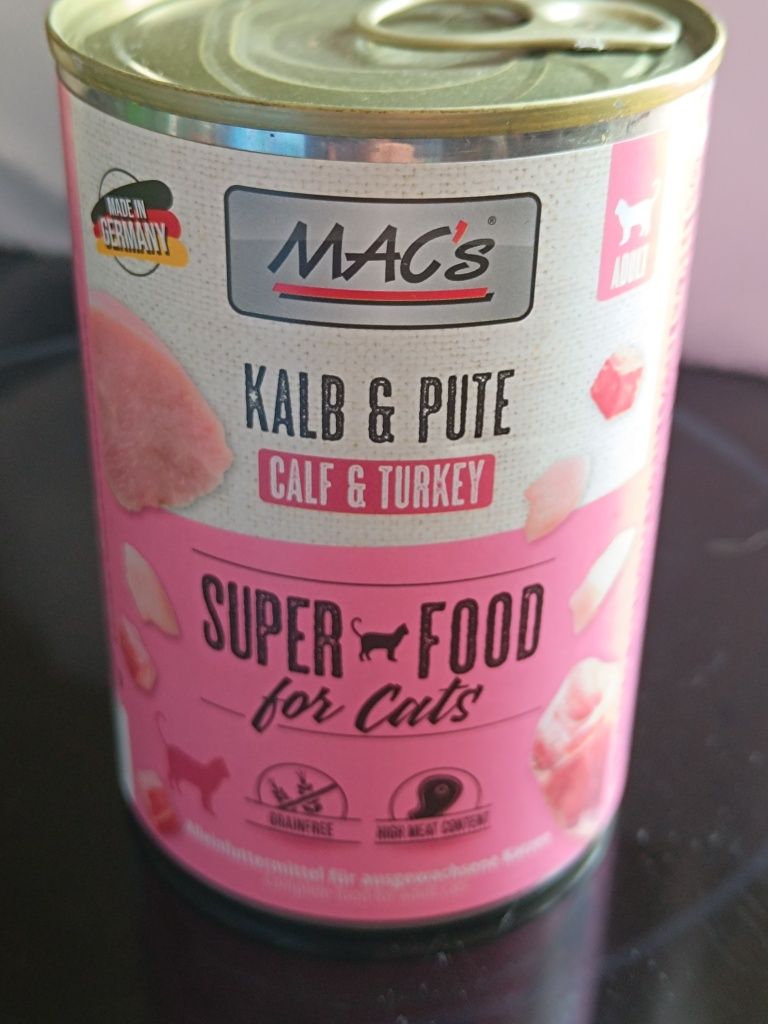 MADE IN
GERMANY
MAC's®
ADULT
KALB & PUTE
CALF & TURKEY
SUPER FOOD
for Cats
GRAINFREE
HIGH MEAT CONTENT
Alleinfuttermittel für ausgewachsene Katzen